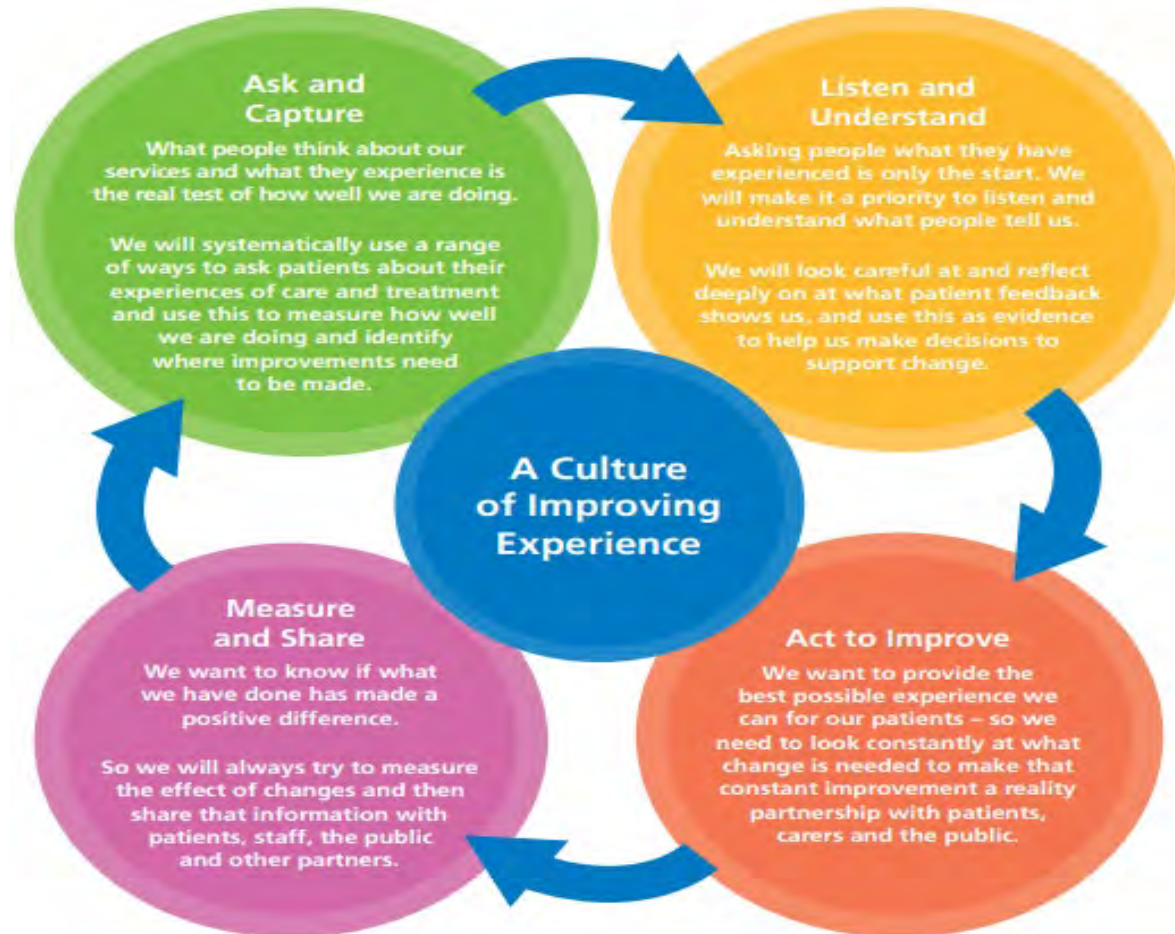 Ask and
Capture
What people think about our
services and what they experience is
the real test of how well we are doing.
We will systematically use a range
of ways to ask patients about their
experiences of care and treatment
and use this to measure how well
we are doing and identify
where improvements need
to be made.
Listen and
Understand
Asking people what they have
experienced is only the start. We
will make it a priority to listen and
understand what people tell us.
We will look careful at and reflect
deeply on at what patient feedback
shows us, and use this as evidence
to help us make decisions to
support change.
A Culture
of Improving
Experience
Measure
and Share
We want to know if what
we have done has made a
positive difference.
So we will always try to measure
the effect of changes and then
share that information with
patients, staff, the public
and other partners.
Act to Improve
We want to provide the
best possible experience we
can for our patients – so we
need to look constantly at what
change is needed to make that
constant improvement a reality
partnership with patients,
carers and the public.